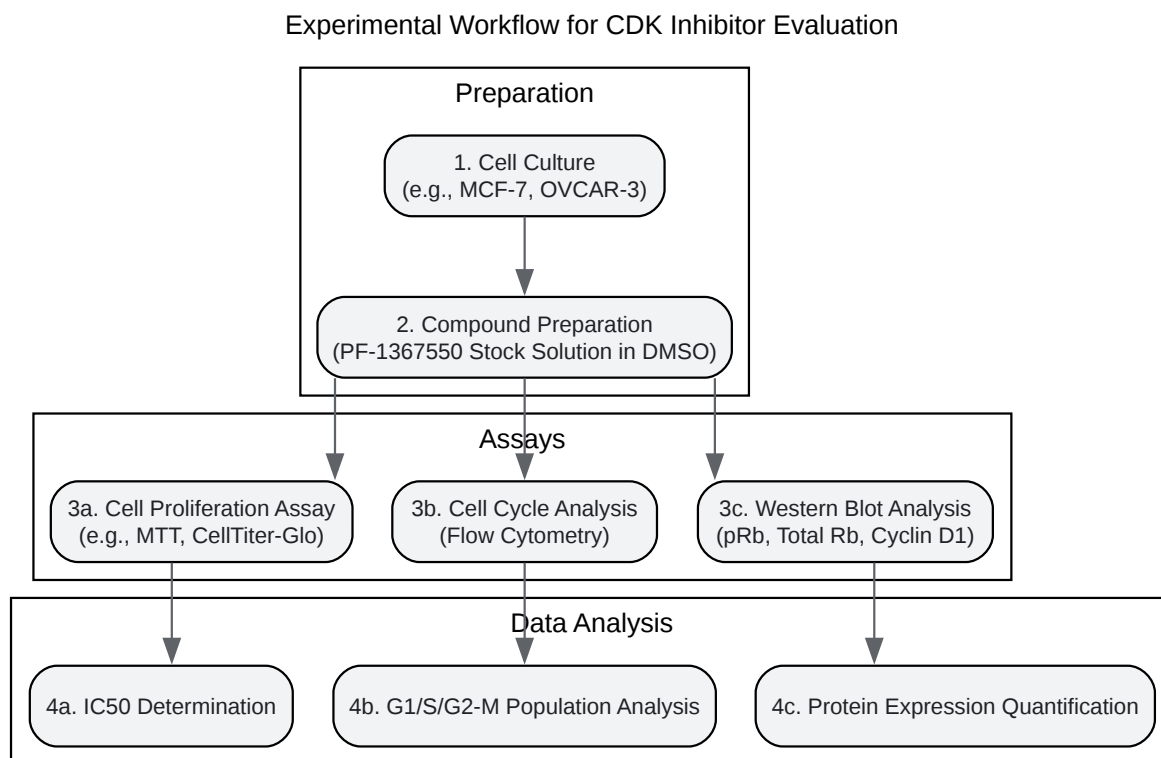 Experimental Workflow for CDK Inhibitor Evaluation
Preparation
1. Cell Culture
(e.g., MCF-7, OVCAR-3)
2. Compound Preparation
(PF-1367550 Stock Solution in DMSO)
Assays
3a. Cell Proliferation Assay
(e.g., MTT, CellTiter-Glo)
3b. Cell Cycle Analysis
(Flow Cytometry)
3c. Western Blot Analysis
(pRb, Total Rb, Cyclin D1)
Data Analysis
4a. IC50 Determination
4b. G1/S/G2-M Population Analysis
4c. Protein Expression Quantification